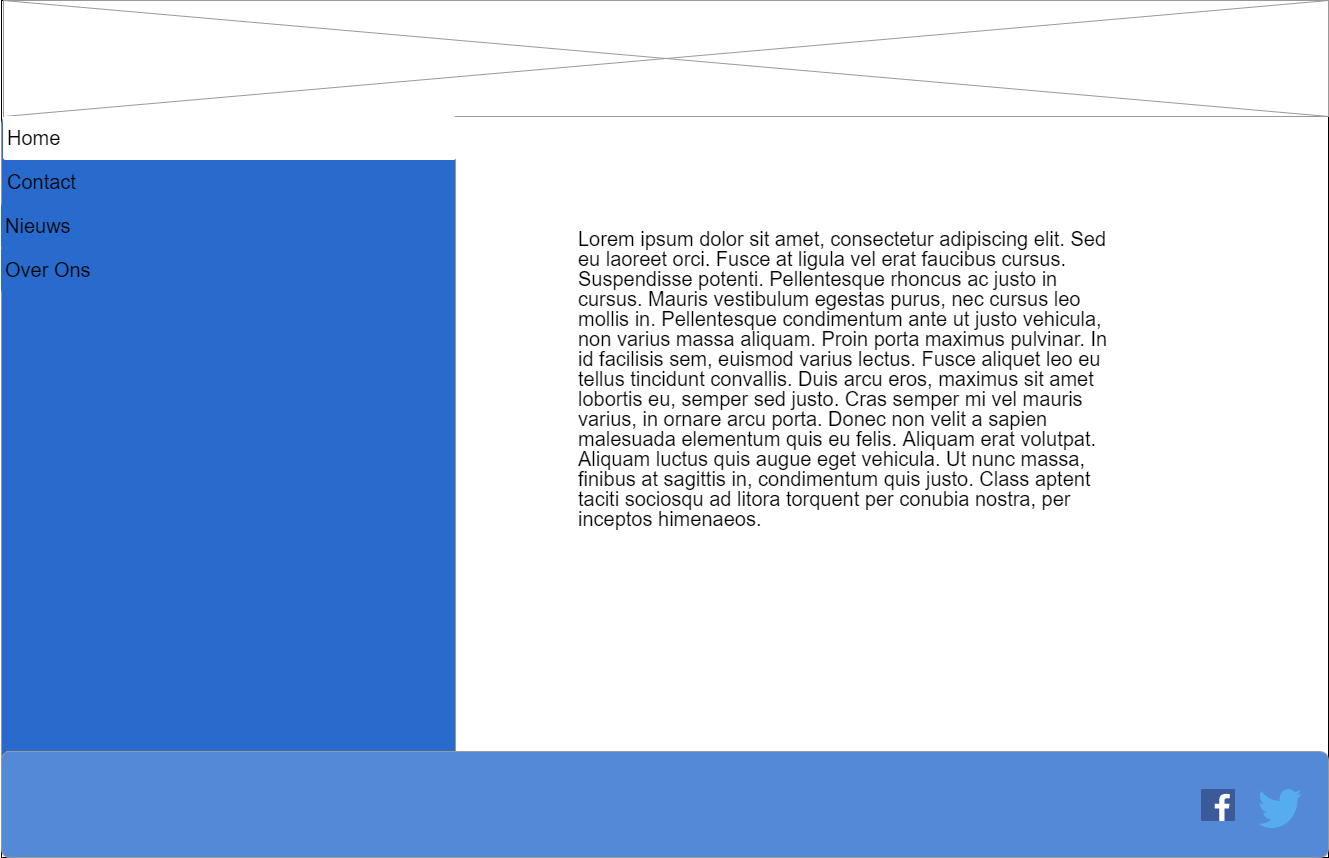 Home
Contact
Nieuws
Over Ons
Lorem ipsum dolor sit amet, consectetur adipiscing elit. Sed
eu laoreet orci. Fusce at ligula vel erat faucibus cursus.
Suspendisse potenti. Pellentesque rhoncus ac justo in
cursus. Mauris vestibulum egestas purus, nec cursus leo
mollis in. Pellentesque condimentum ante ut justo vehicula,
non varius massa aliquam. Proin porta maximus pulvinar. In
id facilisis sem, euismod varius lectus. Fusce aliquet leo eu
tellus tincidunt convallis. Duis arcu eros, maximus sit amet
lobortis eu, semper sed justo. Cras semper mi vel mauris
varius, in ornare arcu porta. Donec non velit a sapien
malesuada elementum quis eu felis. Aliquam erat volutpat.
Aliquam luctus quis augue eget vehicula. Ut nunc massa,
finibus at sagittis in, condimentum quis justo. Class aptent
taciti sociosqu ad litora torquent per conubia nostra, per
inceptos himenaeos.